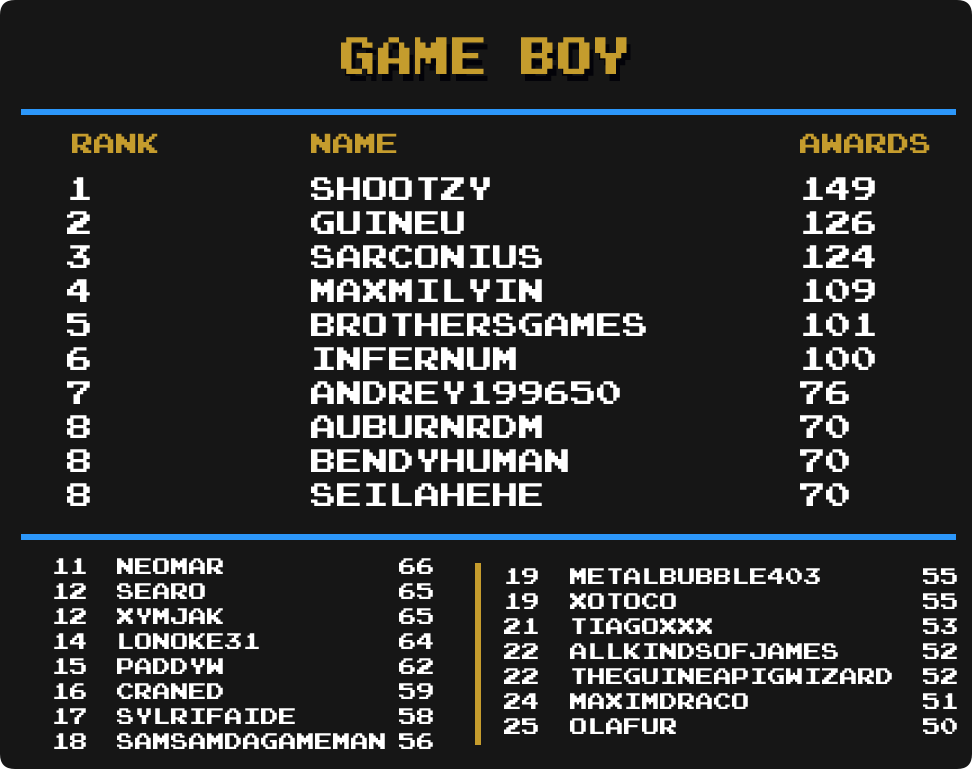 GAME BOY
RANK NAME AWARDS
1 SHOOTZY 149
2 GUINEU 126
3 SARCONIUS 124
4 MAXMILYIN 109
5 BROTHERSGAMES 101
6 INFERNUM 100
7 ANDREY199650 76
8 AUBURNRDM 70
8 BENDYHUMAN 70
8 SEILAHEHE 70
11 NEOMAR 66
12 SEARO 65
12 XYMJAK 65
14 LONOKE31 64
15 PADDYW 62
16 CRANED 59
17 SYLRIFAIDE 58
18 SAMSAMDAGAMEMAN 56
19 METALBUBBLE403 55
19 XOTOCO 55
21 TIAGOXXX 53
22 ALLKINDSOFJAMES 52
22 THEGUINEAPIGWIZARD 52
24 MAXIMDRACO 51
25 OLAFUR 50